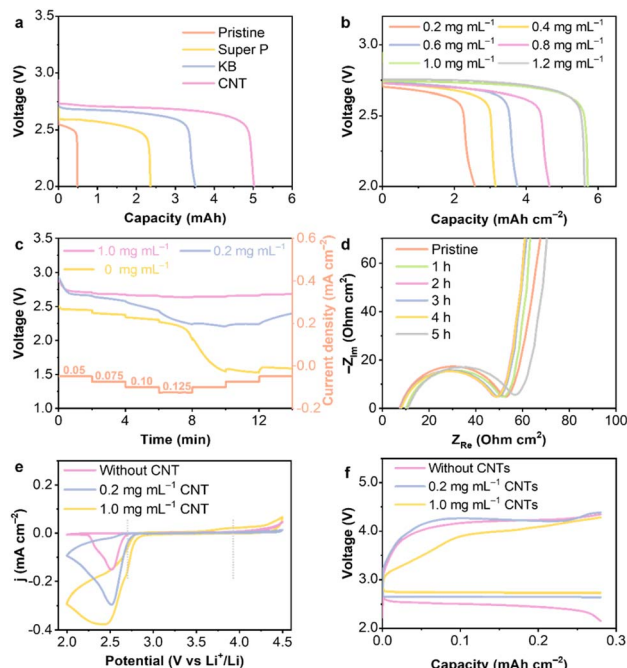 a
Voltage (V)
3.5
3.0
2.5
2.0
0 1 2 3 4 5 6
Capacity (mAh)
Pristine
Super P
KB
CNT
b
Voltage (V)
3.0
2.5
2.0
0 2 4 6
Capacity (mAh cm⁻²)
0.2 mg mL⁻¹ 0.4 mg mL⁻¹
0.6 mg mL⁻¹ 0.8 mg mL⁻¹
1.0 mg mL⁻¹ 1.2 mg mL⁻¹
c
Voltage (V)
3.5
3.0
2.5
2.0
1.5
1.0
1.0 mg mL⁻¹ 0.2 mg mL⁻¹
0 mg mL⁻¹
0.05 0.075 0.10 0.125
0 4 8 12
Time (min)
0.6
0.4
0.2
0.0
-0.2
Current density (mA cm⁻²)
d
−Z_Im (Ohm cm²)
60
40
20
0
0 20 40 60 80 100
Z_Re (Ohm cm²)
Pristine
1 h
2 h
3 h
4 h
5 h
e
j (mA cm⁻²)
0.4
0.0
-0.4
2.0 2.5 3.0 3.5 4.0 4.5
Potential (V vs Li⁺/Li)
Without CNT
0.2 mg mL⁻¹ CNT
1.0 mg mL⁻¹ CNT
f
Voltage (V)
5.0
4.0
3.0
2.0
0.0 0.1 0.2 0.3
Capacity (mAh cm⁻²)
Without CNTs
0.2 mg mL⁻¹ CNTs
1.0 mg mL⁻¹ CNTs